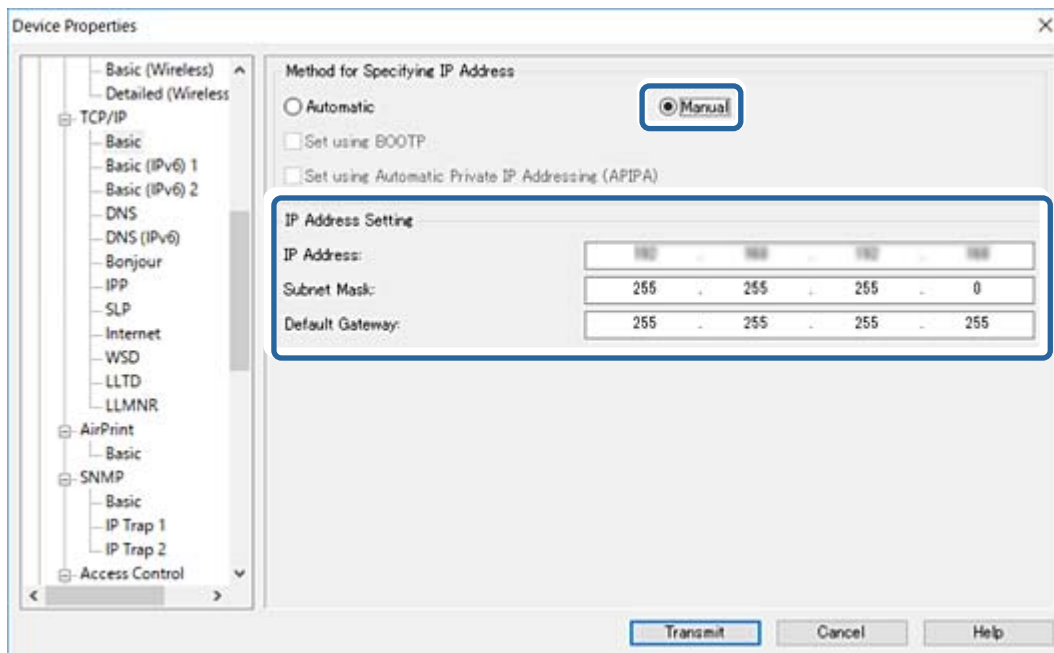 Device Properties
Basic (Wireless)
Detailed (Wireless
TCP/IP
Basic
Basic (IPv6) 1
Basic (IPv6) 2
DNS
DNS (IPv6)
Bonjour
IPP
SLP
Internet
WSD
LLTD
LLMNR
AirPrint
Basic
SNMP
Basic
IP Trap 1
IP Trap 2
Access Control
Method for Specifying IP Address
Automatic Manual
Set using BOOTP
Set using Automatic Private IP Addressing (APIPA)
IP Address Setting
IP Address:
Subnet Mask: 255 . 255 . 255 . 0
Default Gateway: 255 . 255 . 255 . 255
Transmit Cancel Help